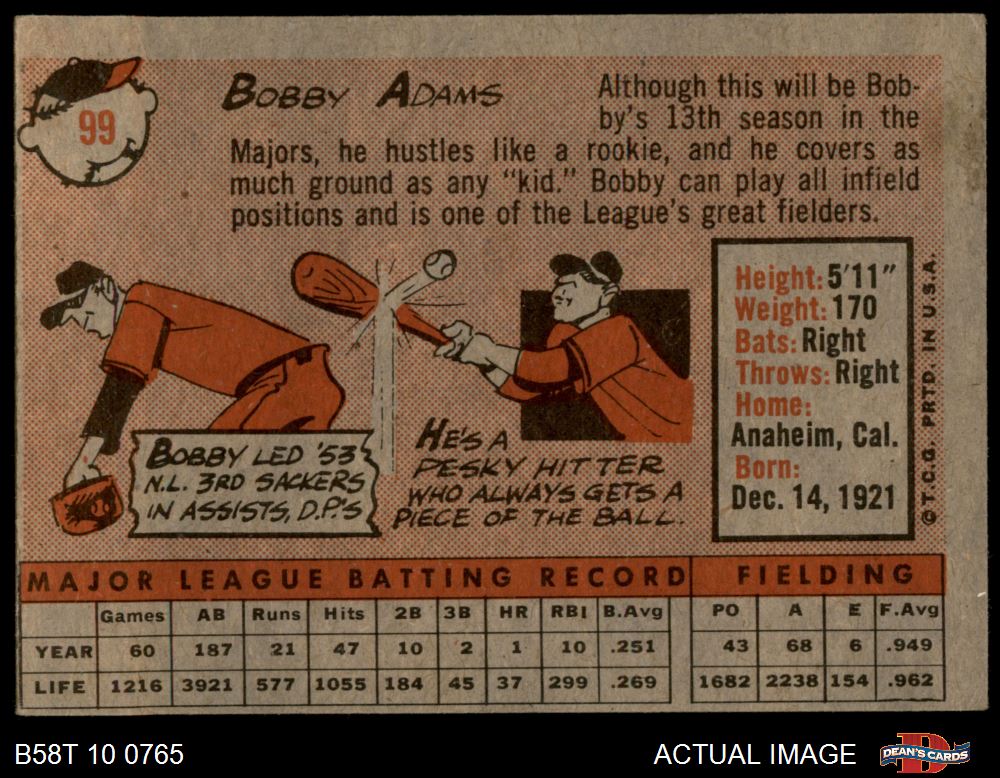 99
BOBBY ADAMS
Although this will be Bob-
by's 13th season in the
Majors, he hustles like a rookie, and he covers as
much ground as any "kid." Bobby can play all infield
positions and is one of the League's great fielders.
BOBBY LED '53
N.L. 3RD SACKERS
IN ASSISTS, D.P.'S
HE'S A
PESKY HITTER
WHO ALWAYS GETS A
PIECE OF THE BALL.
Height: 5'11"
Weight: 170
Bats: Right
Throws: Right
Home:
Anaheim, Cal.
Born:
Dec. 14, 1921
© T.C.G. PRTD. IN U.S.A.
MAJOR LEAGUE BATTING RECORD FIELDING
Games AB Runs Hits 2B 3B HR RBI B.Avg PO A E F.Avg
YEAR 60 187 21 47 10 2 1 10 .251 43 68 6 .949
LIFE 1216 3921 577 1055 184 45 37 299 .269 1682 2238 154 .962
B58T 10 0765 ACTUAL IMAGE DEAN'S CARDS